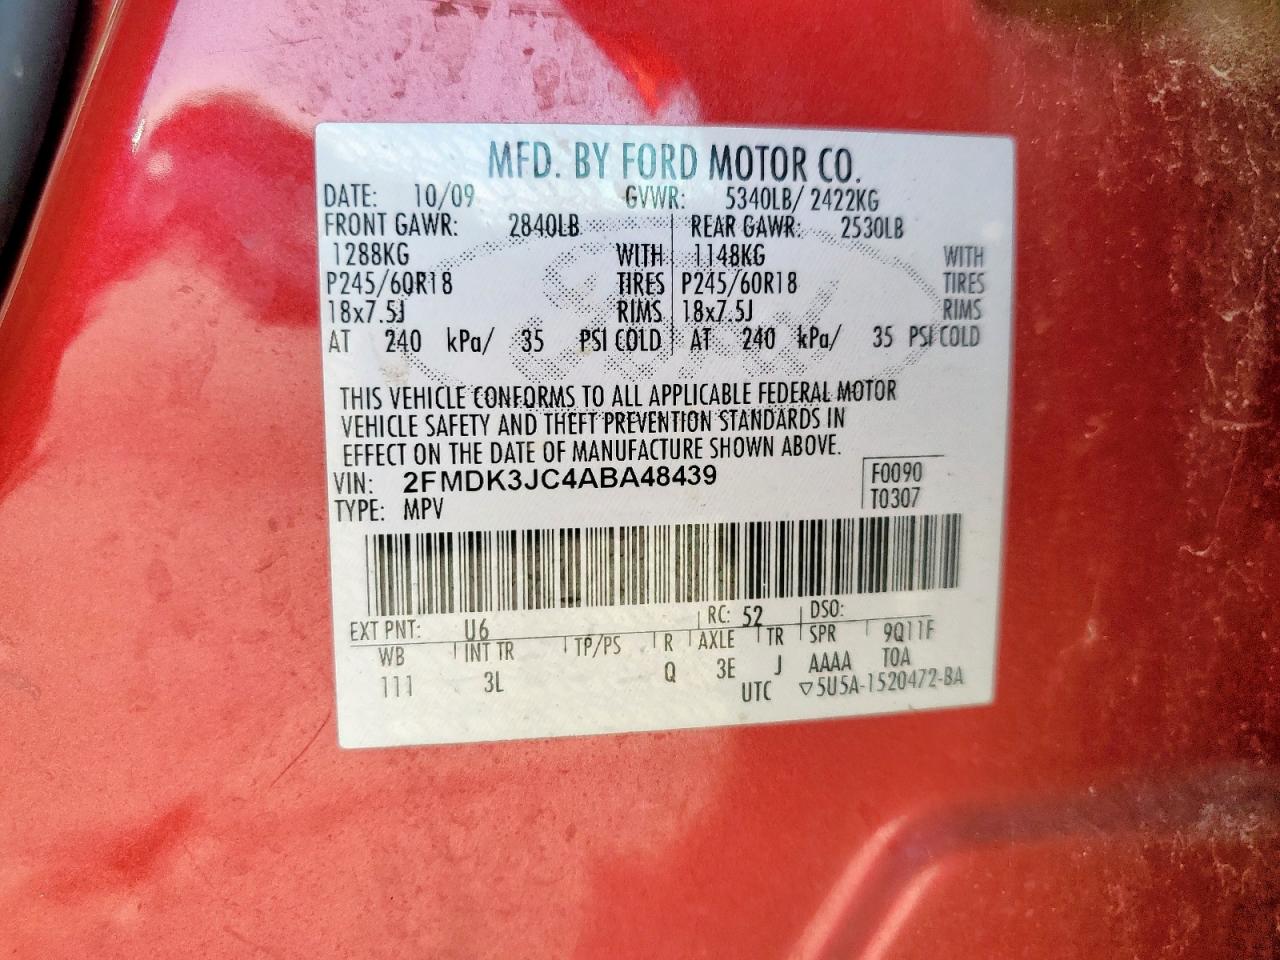 MFD. BY FORD MOTOR CO.
DATE: 10/09 GVWR: 5340LB/ 2422KG
FRONT GAWR: 2840LB REAR GAWR: 2530LB
1288KG WITH 1148KG WITH
P245/60R18 TIRES P245/60R18 TIRES
18x7.5J RIMS 18x7.5J RIMS
AT 240 kPa/ 35 PSI COLD AT 240 kPa/ 35 PSI COLD
THIS VEHICLE CONFORMS TO ALL APPLICABLE FEDERAL MOTOR
VEHICLE SAFETY AND THEFT PREVENTION STANDARDS IN
EFFECT ON THE DATE OF MANUFACTURE SHOWN ABOVE.
VIN: 2FMDK3JC4ABA48439 F0090
TYPE: MPV T0307
EXT PNT: U6 RC: 52 DSO:
WB INT TR TP/PS R AXLE TR SPR 9Q11F
111 3L Q 3E J AAAA TOA
UTC ▽5U5A-1520472-BA